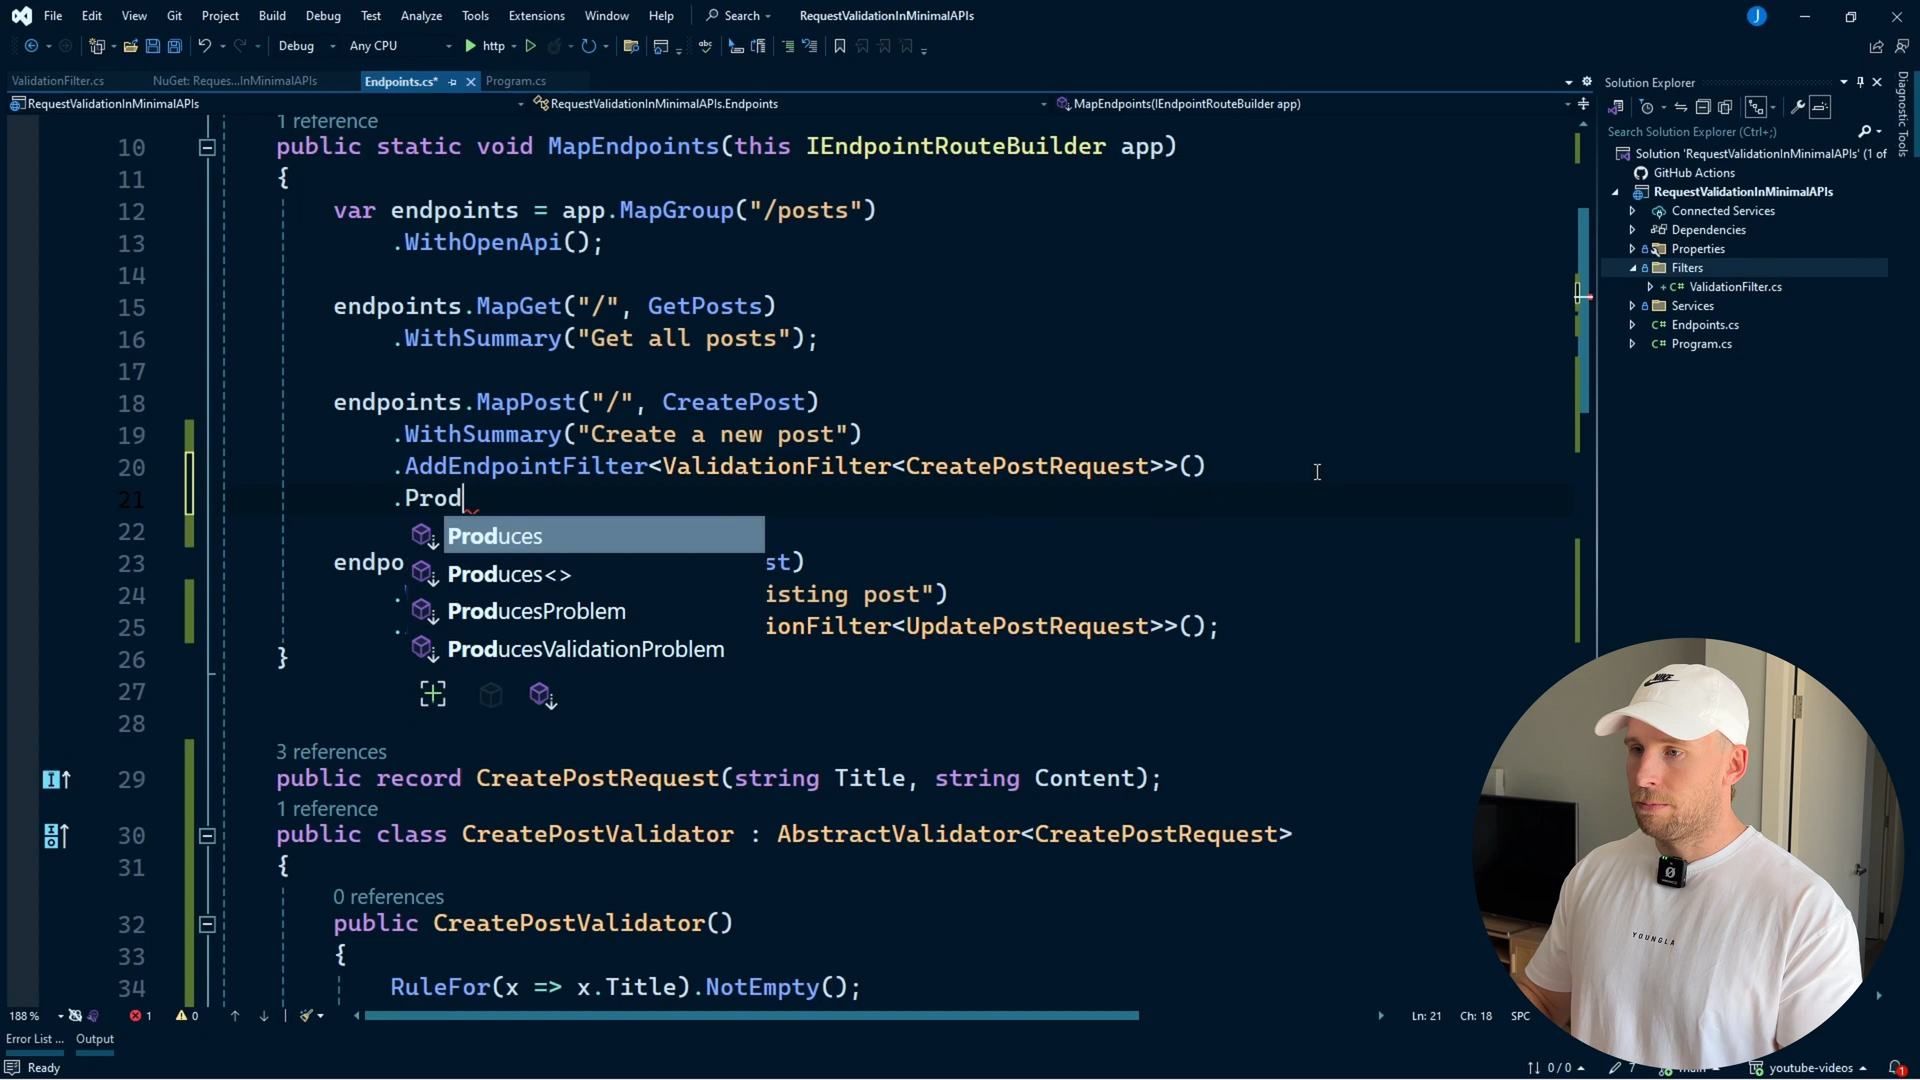 File Edit View Git Project Build Debug Test Analyze Tools Extensions Window Help Search RequestValidationInMinimalAPIs J
Debug Any CPU http
ValidationFilter.cs NuGet: Reques...InMinimalAPIs Endpoints.cs* Program.cs
RequestValidationInMinimalAPIs RequestValidationInMinimalAPIs.Endpoints MapEndpoints(IEndpointRouteBuilder app)
1 reference
10 public static void MapEndpoints(this IEndpointRouteBuilder app)
11 {
12 var endpoints = app.MapGroup("/posts")
13 .WithOpenApi();
14
15 endpoints.MapGet("/", GetPosts)
16 .WithSummary("Get all posts");
17
18 endpoints.MapPost("/", CreatePost)
19 .WithSummary("Create a new post")
20 .AddEndpointFilter<ValidationFilter<CreatePostRequest>>()
21 .Prod
22
Produces
23 endpo st)
Produces<>
24 . isting post")
ProducesProblem
25 . ionFilter<UpdatePostRequest>>();
ProducesValidationProblem
26 }
27
28
3 references
29 public record CreatePostRequest(string Title, string Content);
1 reference
30 public class CreatePostValidator : AbstractValidator<CreatePostRequest>
31 {
0 references
32 public CreatePostValidator()
33 {
34 RuleFor(x => x.Title).NotEmpty();
188 % 1 0 Ln: 21 Ch: 18 SPC
Error List ... Output
Ready 0 / 0 7 main youtube-videos 1
Solution Explorer
Search Solution Explorer (Ctrl+;)
Solution 'RequestValidationInMinimalAPIs' (1 of
GitHub Actions
RequestValidationInMinimalAPIs
Connected Services
Dependencies
Properties
Filters
ValidationFilter.cs
Services
Endpoints.cs
Program.cs
Diagnostic Tools
YOUNGLA